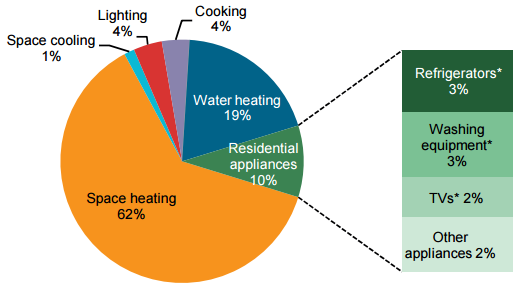 Cooking
4%
Lighting
4%
Space cooling
1%
Water heating
19%
Residential
appliances
10%
Space heating
62%
Refrigerators*
3%
Washing
equipment*
3%
TVs* 2%
Other
appliances 2%